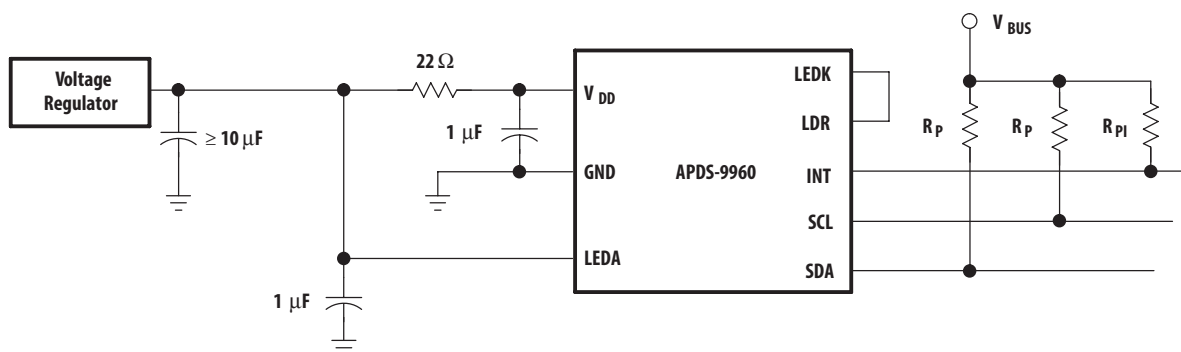 Voltage
Regulator
≥ 10 µF
22 Ω
1 µF
1 µF
V DD
GND
LEDA
APDS-9960
LEDK
LDR
INT
SCL
SDA
V BUS
R P
R P
R PI